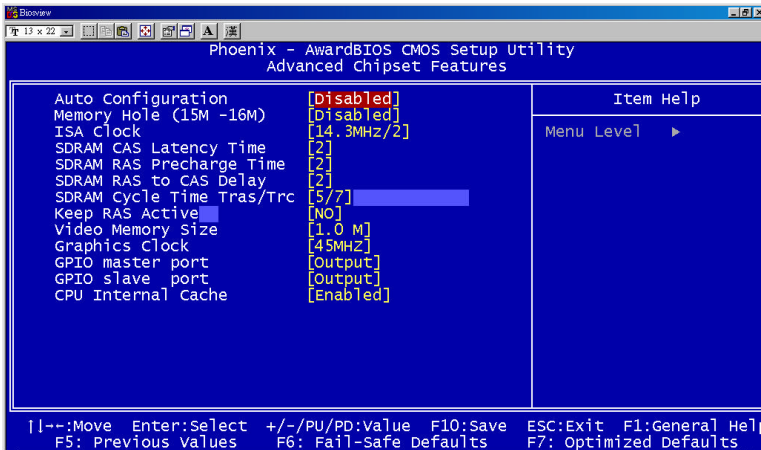 Biosview
13 x 22 A 漢
Phoenix - AwardBIOS CMOS Setup Utility
Advanced Chipset Features
Auto Configuration [Disabled] Item Help
Memory Hole (15M -16M) [Disabled]
ISA Clock [14.3MHz/2] Menu Level ▶
SDRAM CAS Latency Time [2]
SDRAM RAS Precharge Time [2]
SDRAM RAS to CAS Delay [2]
SDRAM Cycle Time Tras/Trc [5/7]
Keep RAS Active [NO]
Video Memory Size [1.0 M]
Graphics Clock [45MHZ]
GPIO master port [Output]
GPIO slave port [Output]
CPU Internal Cache [Enabled]
↑↓→←:Move Enter:Select +/-/PU/PD:Value F10:Save ESC:Exit F1:General Help
F5: Previous Values F6: Fail-Safe Defaults F7: Optimized Defaults